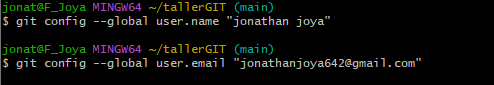 jonat@F_Joya MINGW64 ~/tallerGIT (main)
$ git config --global user.name "jonathan joya"
jonat@F_Joya MINGW64 ~/tallerGIT (main)
$ git config --global user.email "jonathanjoya642@gmail.com"